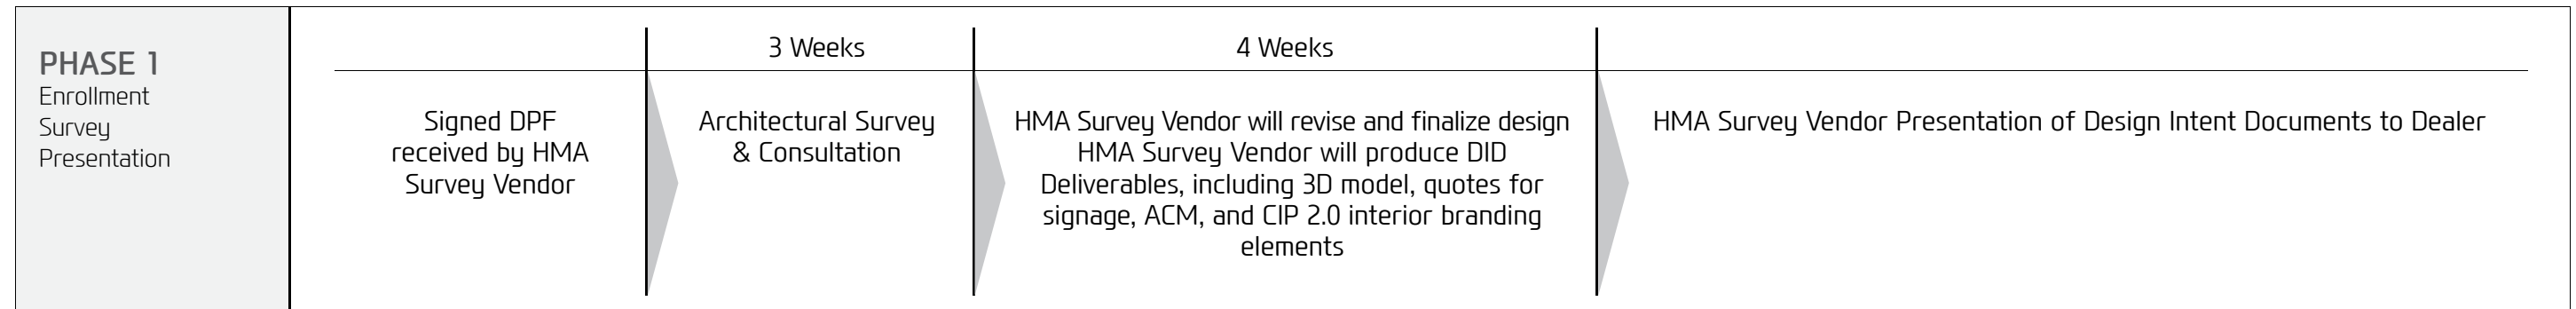 PHASE 1
Enrollment
Survey
Presentation
3 Weeks
4 Weeks
Signed DPF
received by HMA
Survey Vendor
Architectural Survey
& Consultation
HMA Survey Vendor will revise and finalize design
HMA Survey Vendor will produce DID
Deliverables, including 3D model, quotes for
signage, ACM, and CIP 2.0 interior branding
elements
HMA Survey Vendor Presentation of Design Intent Documents to Dealer